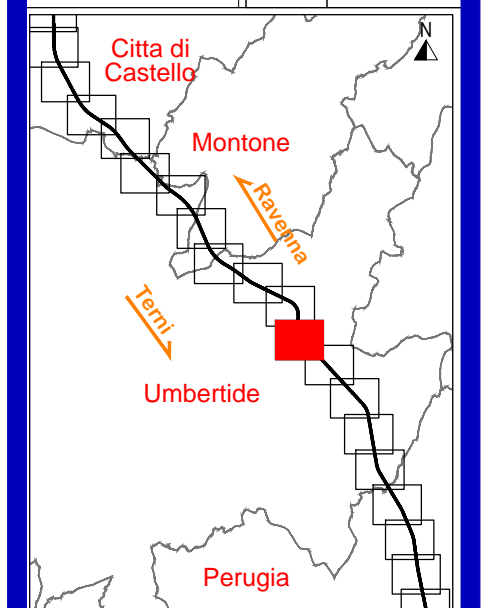 N
Citta di
Castello
Montone
Ravenna
Terni
Umbertide
Perugia